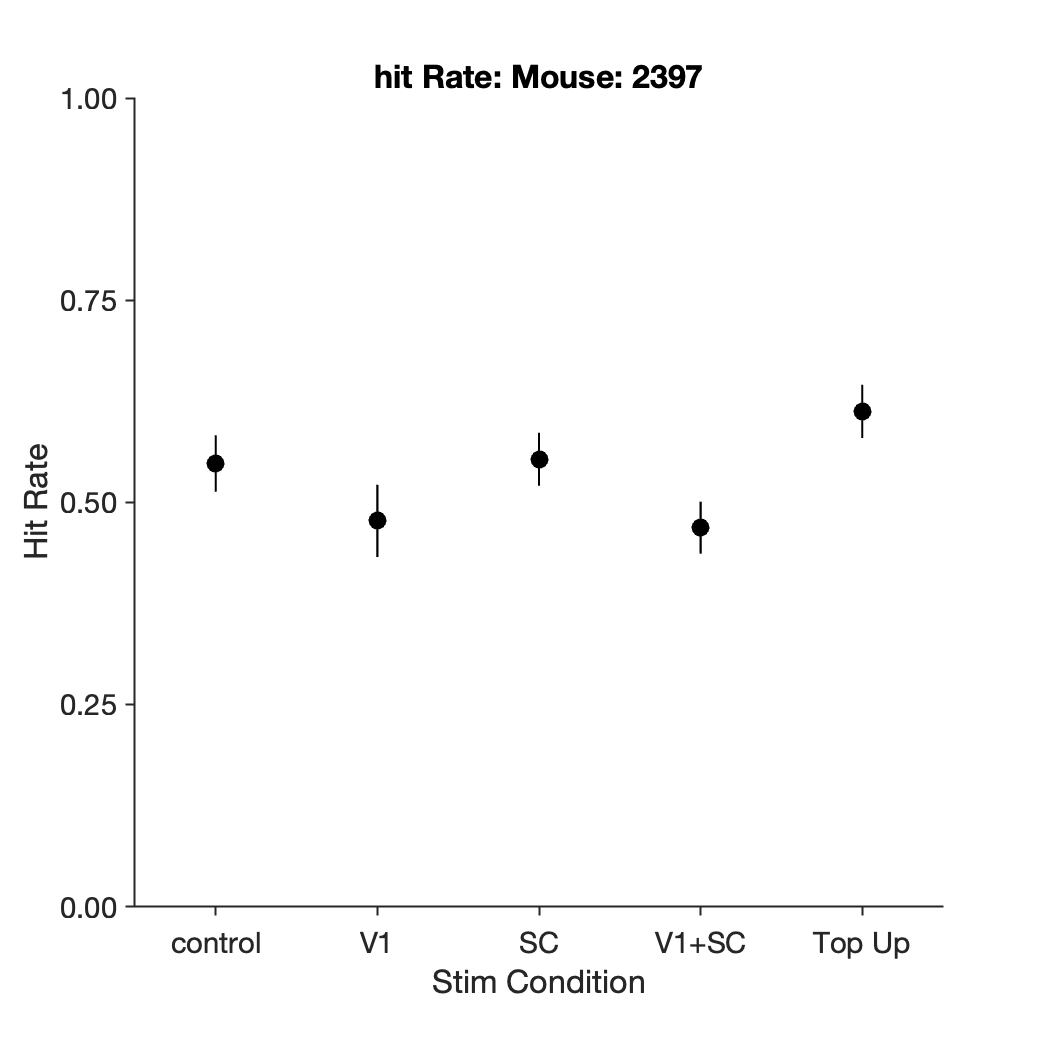 hit Rate: Mouse: 2397
1.00
0.75
0.50
0.25
0.00
Hit Rate
control V1 SC V1+SC Top Up
Stim Condition